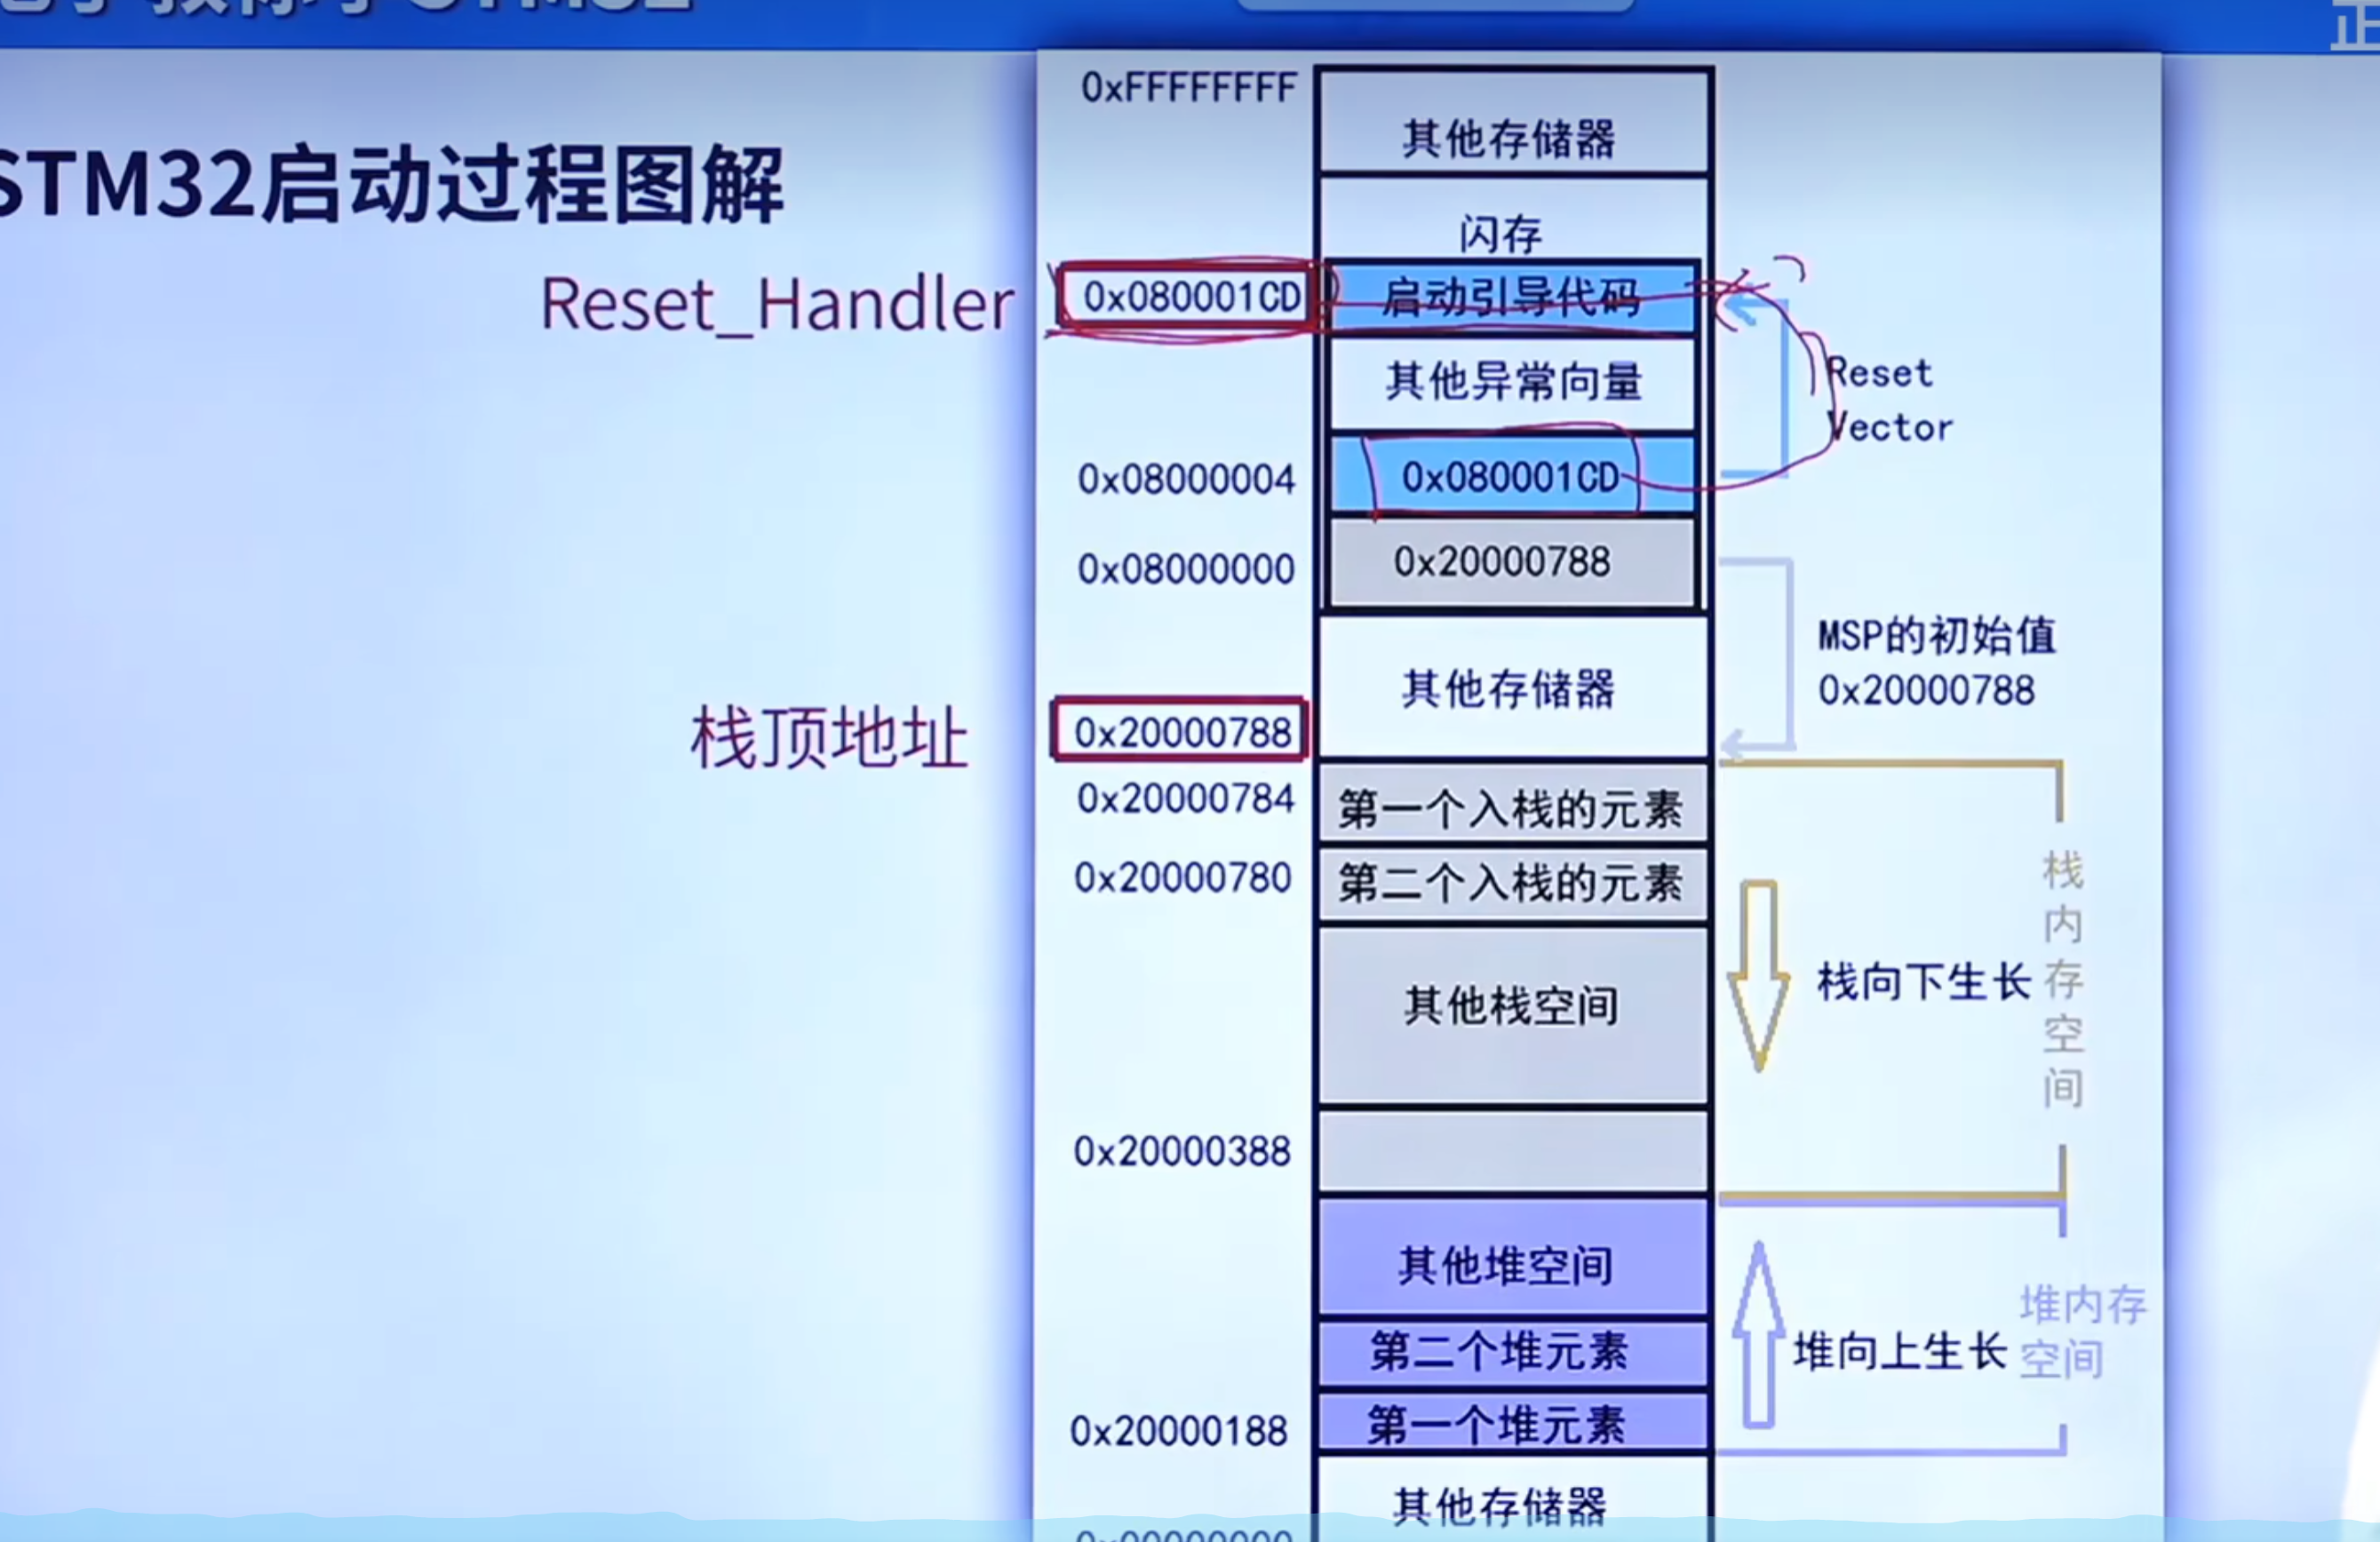 STM32启动过程图解
0xFFFFFFFF
其他存储器
闪存
Reset_Handler
0x080001CD
启动引导代码
其他异常向量
Reset
Vector
0x08000004
0x080001CD
0x08000000
0x20000788
MSP的初始值
0x20000788
其他存储器
栈顶地址
0x20000788
0x20000784
第一个入栈的元素
0x20000780
第二个入栈的元素
其他栈空间
栈向下生长
栈内存空间
0x20000388
其他堆空间
第二个堆元素
堆向上生长
堆内存
空间
0x20000188
第一个堆元素
其他存储器